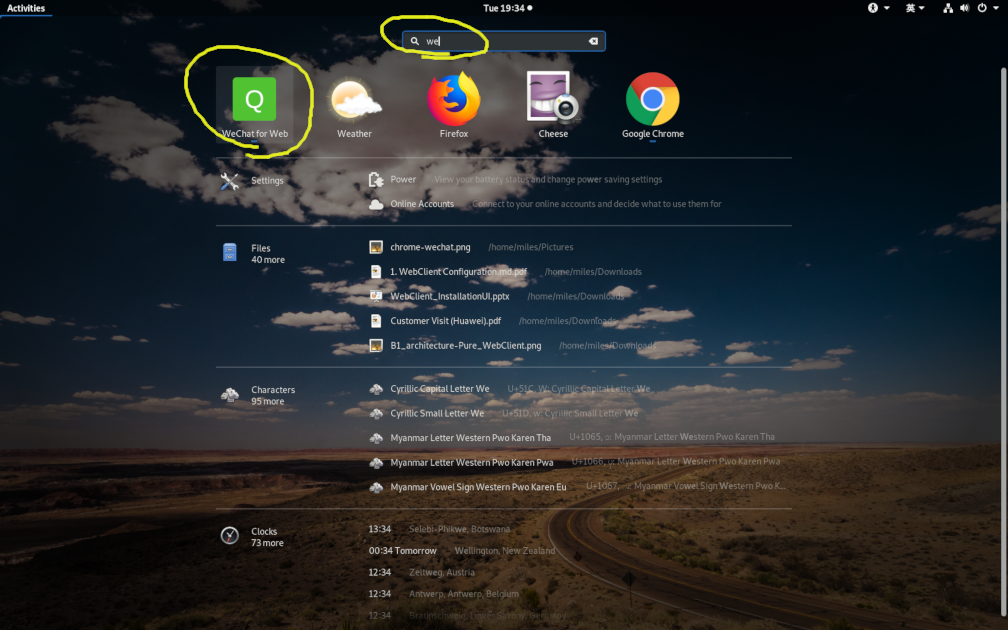 Activities
Tue 19:34
英
we
Q
WeChat for Web
Weather
Firefox
Cheese
Google Chrome
Settings
Power View your battery status and change power saving settings
Online Accounts Connect to your online accounts and decide what to use them for
Files
40 more
chrome-wechat.png /home/miles/Pictures
1. WebClient Configuration.md.pdf /home/miles/Downloads
WebClient_InstallationUI.pptx /home/miles/Downloads
Customer Visit (Huawei).pdf /home/miles/Downloads
B1_architecture-Pure_WebClient.png /home/miles/Downloads
Characters
95 more
Cyrillic Capital Letter We U+51C, Cyrillic Capital Letter We
Cyrillic Small Letter We U+51D, Cyrillic Small Letter We
Myanmar Letter Western Pwo Karen Tha U+1065, Myanmar Letter Western Pwo Karen Tha
Myanmar Letter Western Pwo Karen Pwa U+1066, Myanmar Letter Western Pwo Karen Pwa
Myanmar Vowel Sign Western Pwo Karen Eu U+1067, Myanmar Vowel Sign Western Pwo K...
Clocks
73 more
13:34 Selebi-Phikwe, Botswana
00:34 Tomorrow Wellington, New Zealand
12:34 Zeltweg, Austria
12:34 Antwerp, Antwerp, Belgium
12:34 Braunschweig, Lower Saxony, Germany